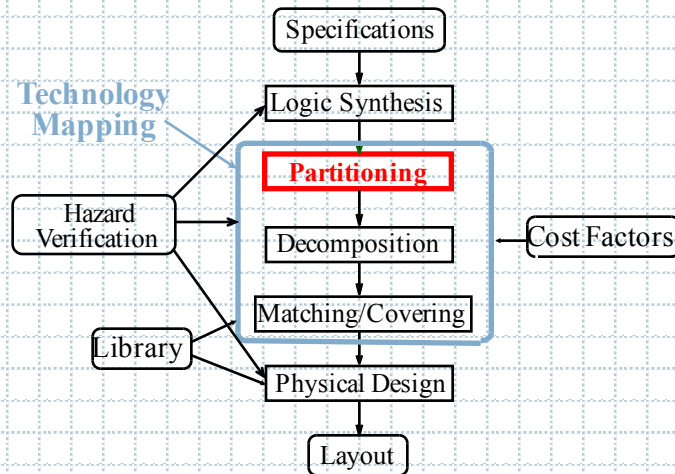 Specifications
Technology
Mapping
Logic Synthesis
Partitioning
Hazard
Verification
Decomposition
Cost Factors
Matching/Covering
Library
Physical Design
Layout